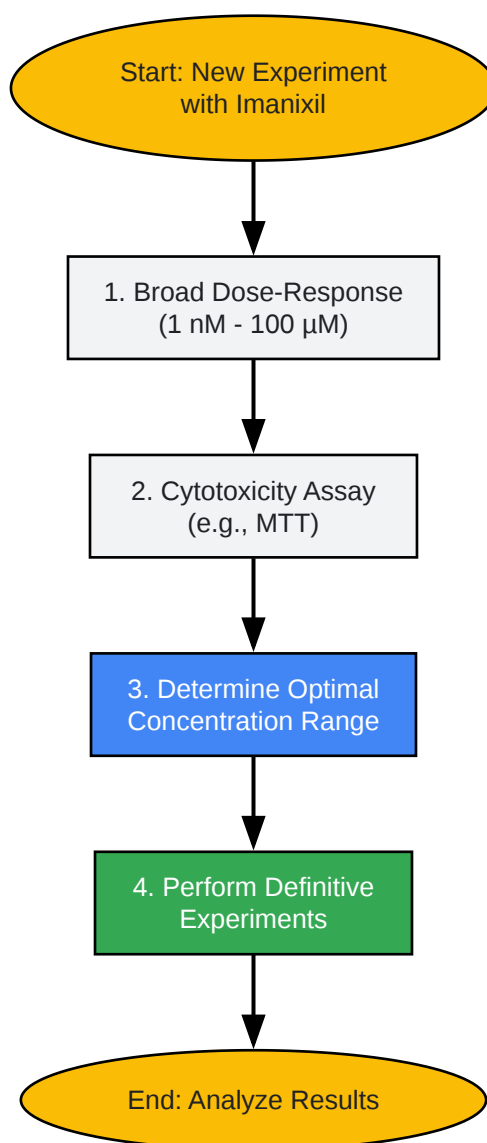 Start: New Experiment
with Imanixil
1. Broad Dose-Response
(1 nM - 100 µM)
2. Cytotoxicity Assay
(e.g., MTT)
3. Determine Optimal
Concentration Range
4. Perform Definitive
Experiments
End: Analyze Results